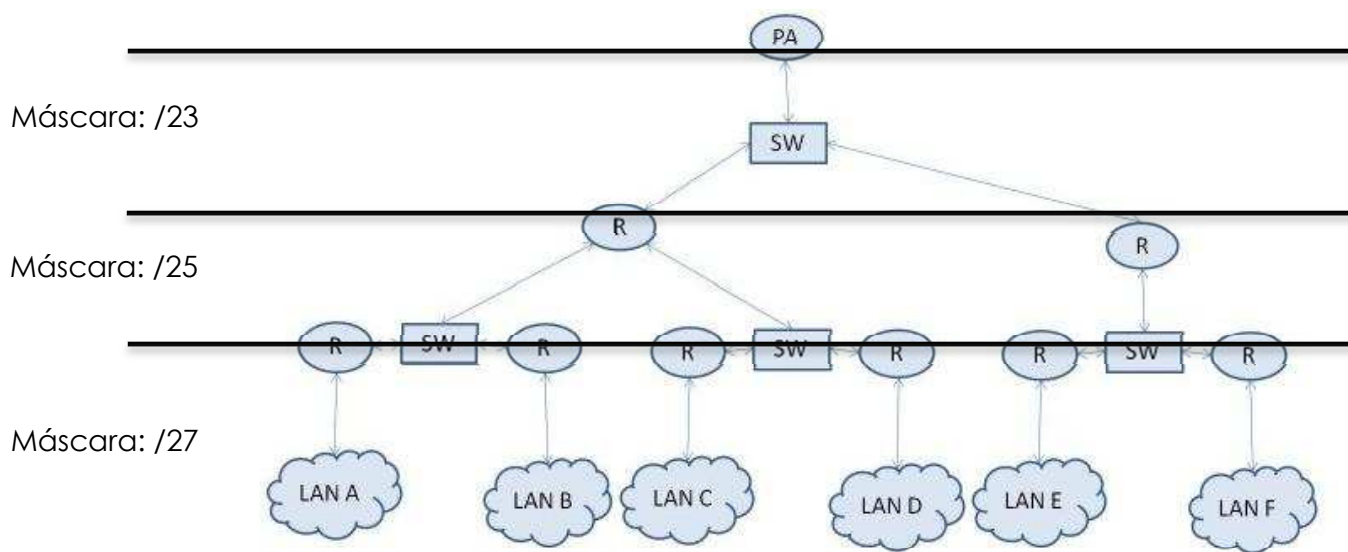 PA
Máscara: /23
SW
R
R
Máscara: /25
R SW R R SW R R SW R
Máscara: /27
LAN A LAN B LAN C LAN D LAN E LAN F